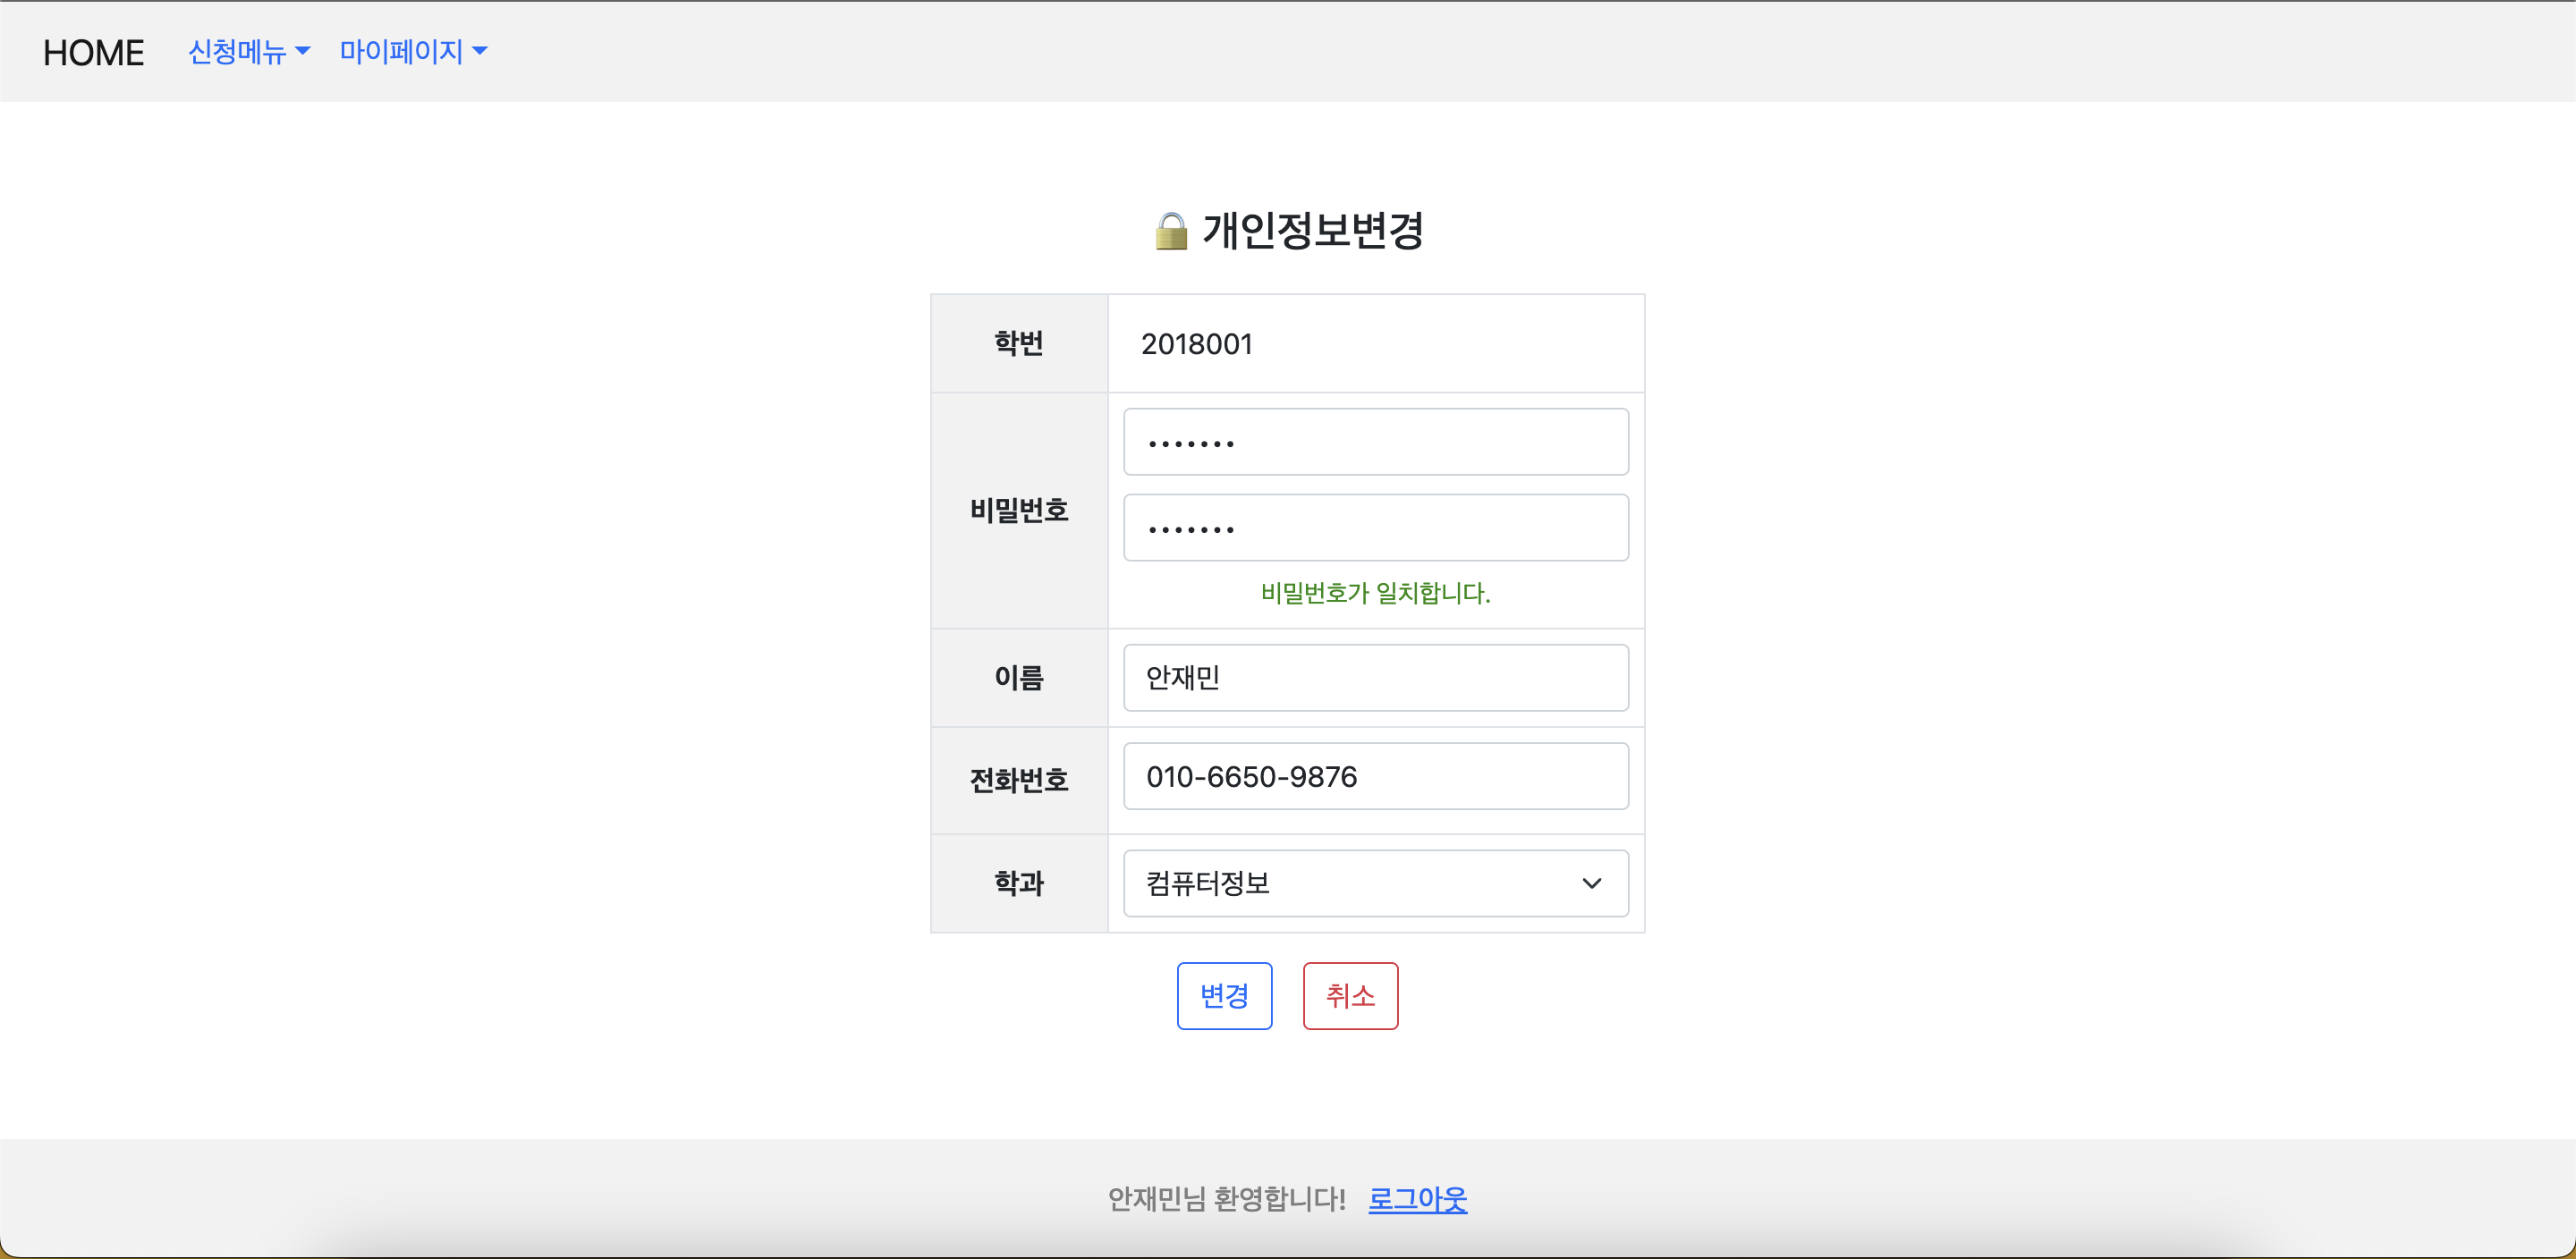 HOME 신청메뉴 마이페이지
🔒 개인정보변경
학번 2018001
•••••••
비밀번호
•••••••
비밀번호가 일치합니다.
이름 안재민
전화번호 010-6650-9876
학과 컴퓨터정보
변경 취소
안재민님 환영합니다! 로그아웃